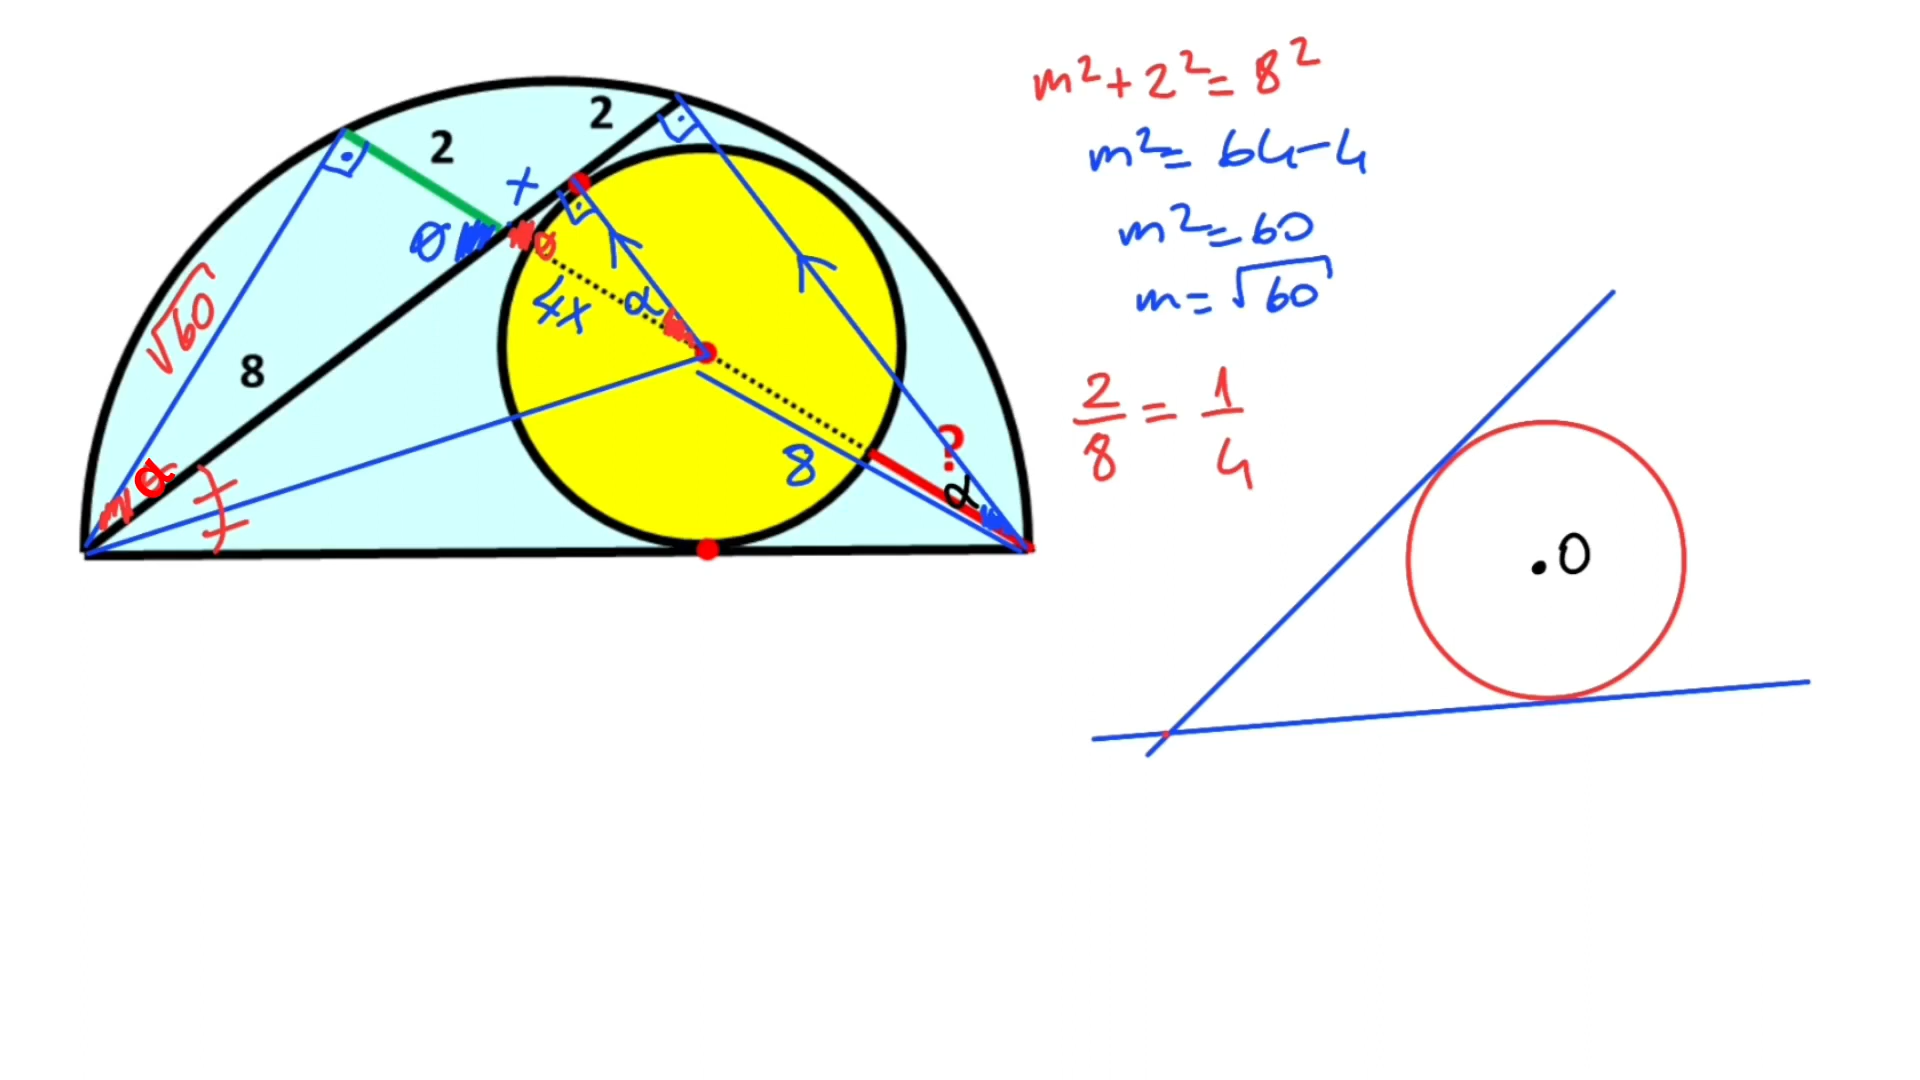 2
2
x
θ
θ
4x
α
√60
8
α
8
?
α
m²+2²=8²
m²=64-4
m²=60
m=√60
2/8=1/4
.O